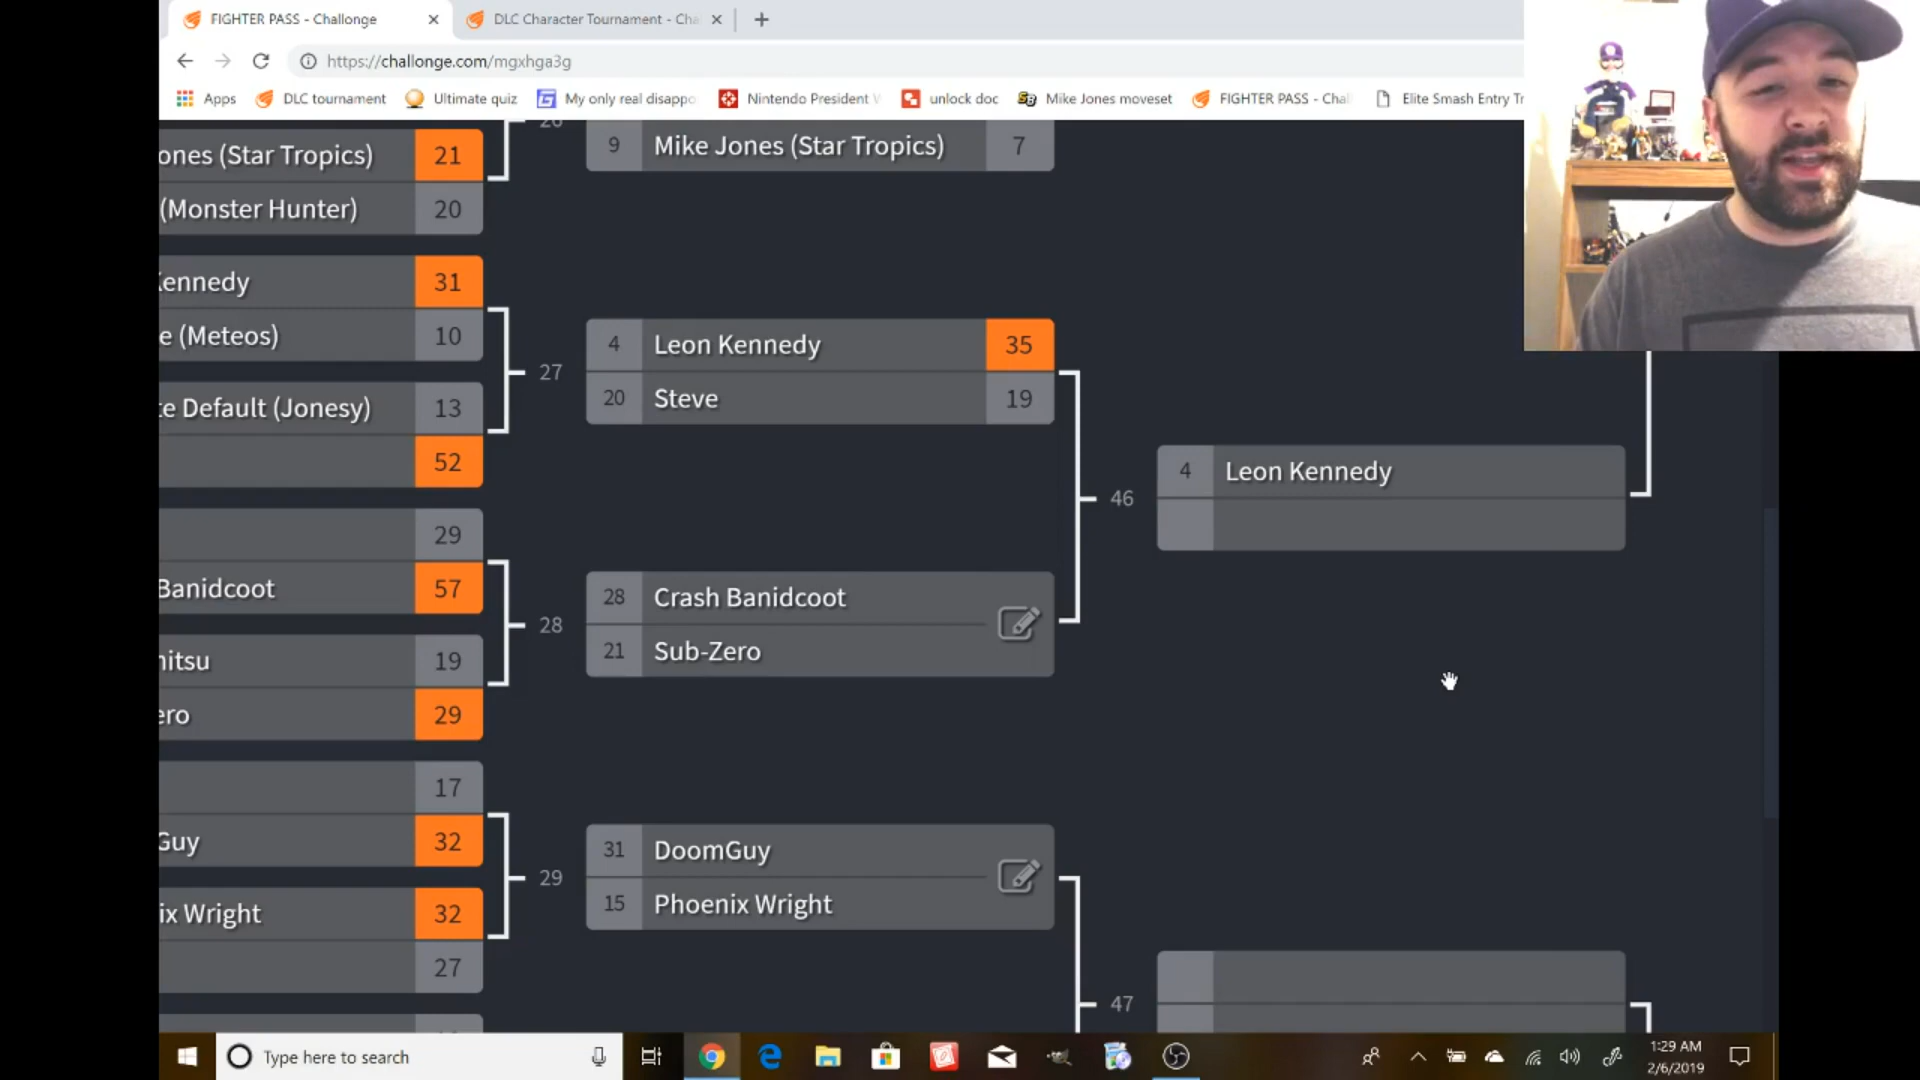 FIGHTER PASS - Challonge
DLC Character Tournament - Cha
https://challonge.com/mgxhga3g
Apps
DLC tournament
Ultimate quiz
My only real disappo
Nintendo President
unlock doc
Mike Jones moveset
FIGHTER PASS - Chal
Elite Smash Entry Tr
ones (Star Tropics) 21
(Monster Hunter) 20
9 Mike Jones (Star Tropics) 7
Kennedy 31
e (Meteos) 10
27
4 Leon Kennedy 35
20 Steve 19
te Default (Jonesy) 13
52
46
4 Leon Kennedy
29
Banidcoot 57
28
28 Crash Banidcoot
21 Sub-Zero
nitsu 19
ero 29
17
Guy 32
29
31 DoomGuy
15 Phoenix Wright
ix Wright 32
27
47
Type here to search
1:29 AM
2/6/2019